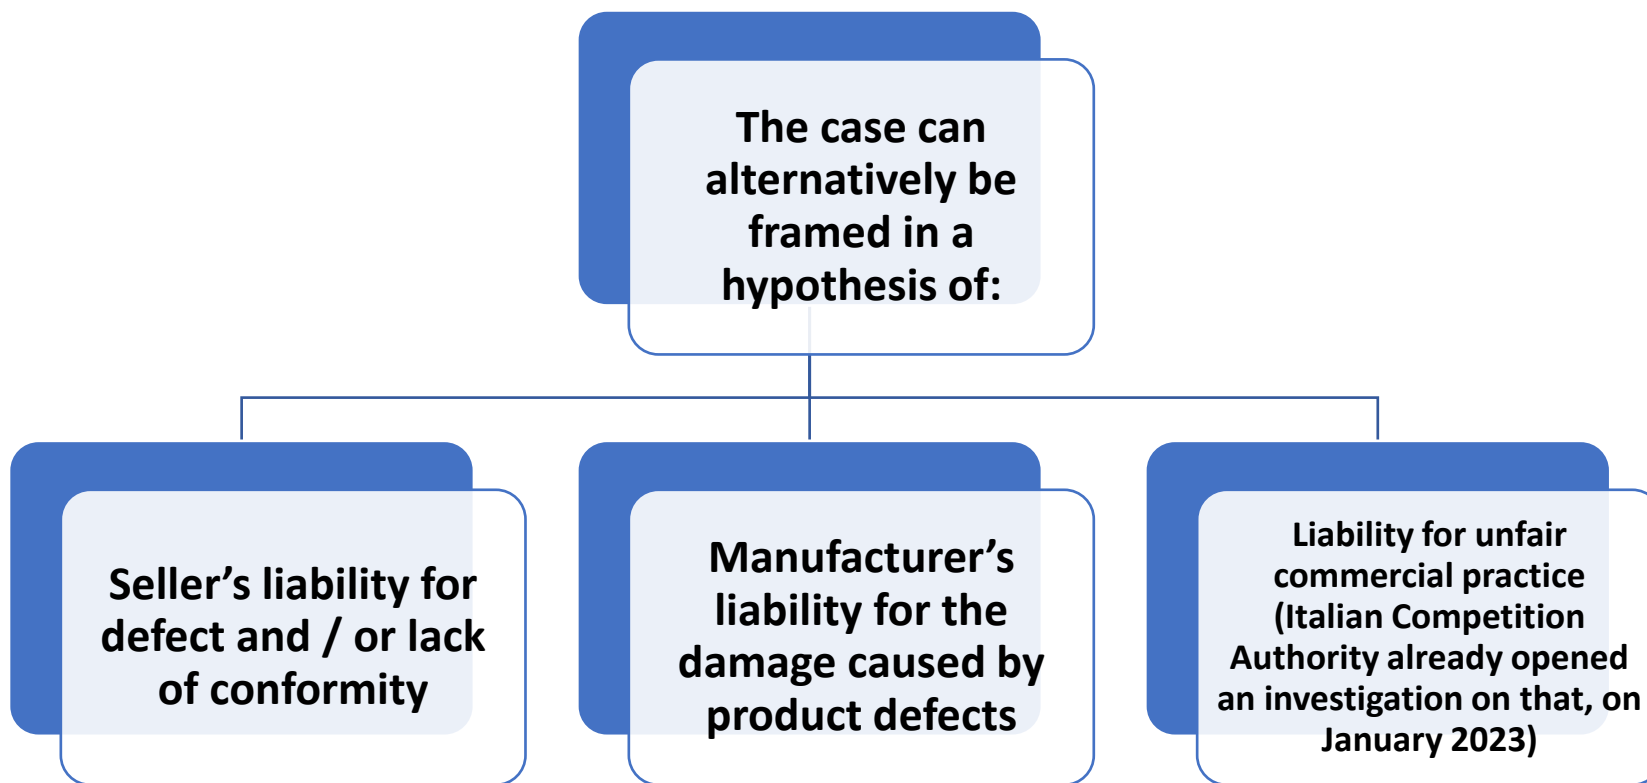 The case can
alternatively be
framed in a
hypothesis of:
Seller’s liability for
defect and / or lack
of conformity
Manufacturer’s
liability for the
damage caused by
product defects
Liability for unfair
commercial practice
(Italian Competition
Authority already opened
an investigation on that, on
January 2023)